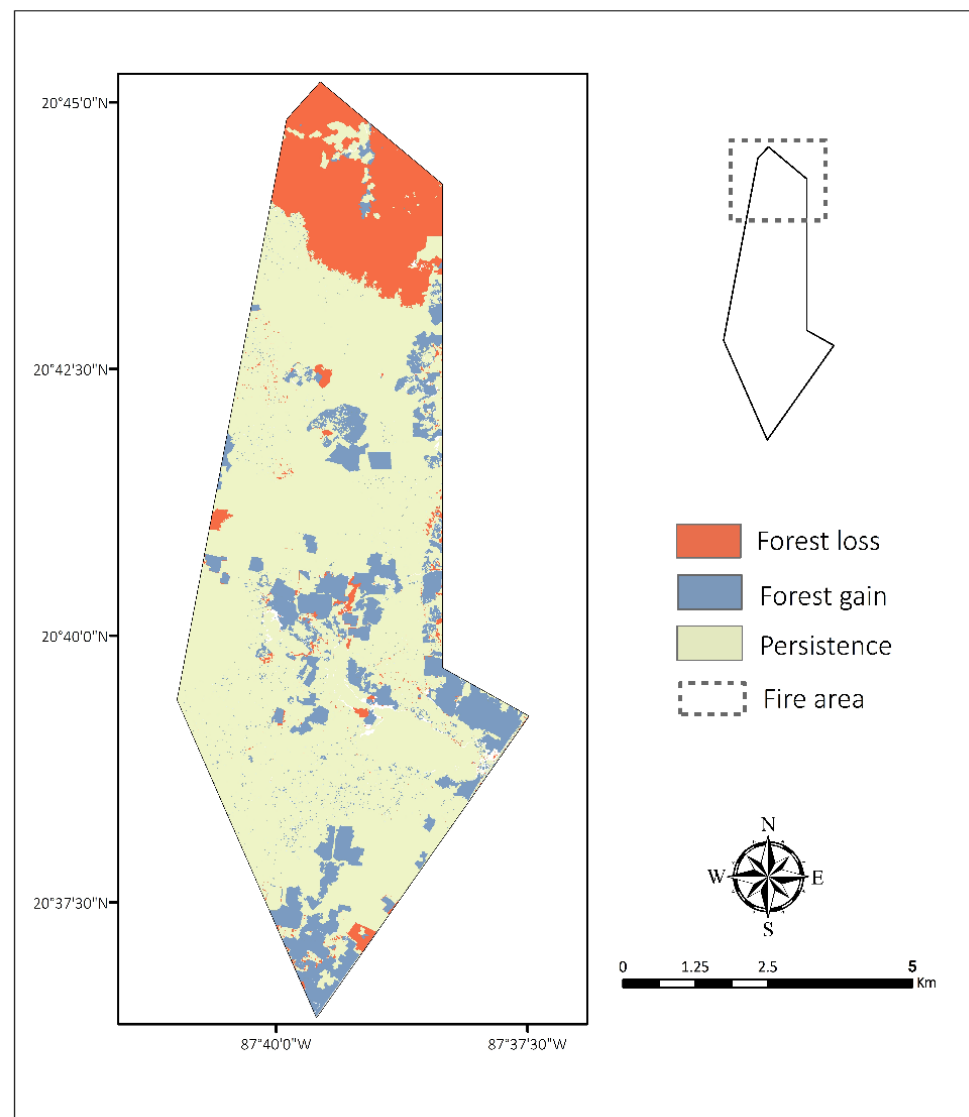 20°45'0"N
20°42'30"N
20°40'0"N
20°37'30"N
87°40'0"W
87°37'30"W
Forest loss
Forest gain
Persistence
Fire area
N
W E
S
0 1.25 2.5 5
Km